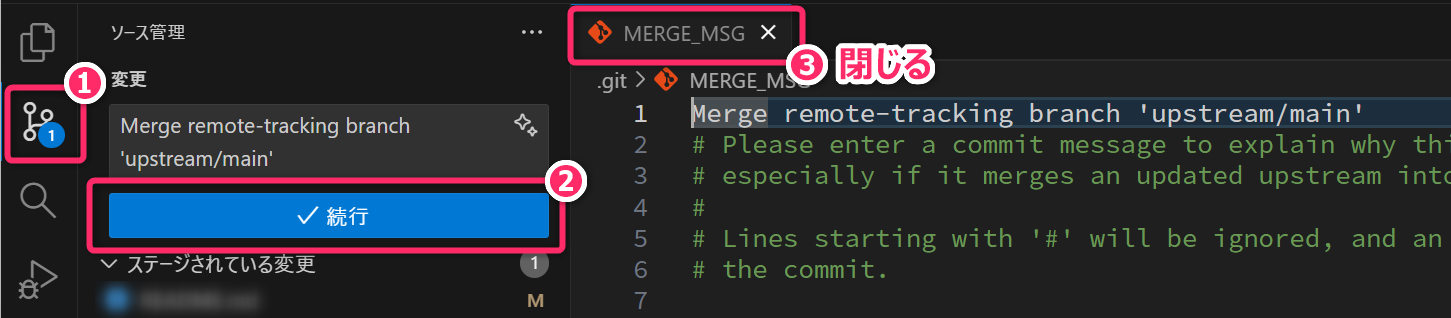 ソース管理
…
1
変更
Merge remote-tracking branch
'upstream/main'
1
2
✓ 続行
ステージされている変更
1
M
MERGE_MSG ×
3 閉じる
.git > MERGE_MSG
1 Merge remote-tracking branch 'upstream/main'
2 # Please enter a commit message to explain why thi
3 # especially if it merges an updated upstream into
4 #
5 # Lines starting with '#' will be ignored, and an
6 # the commit.
7